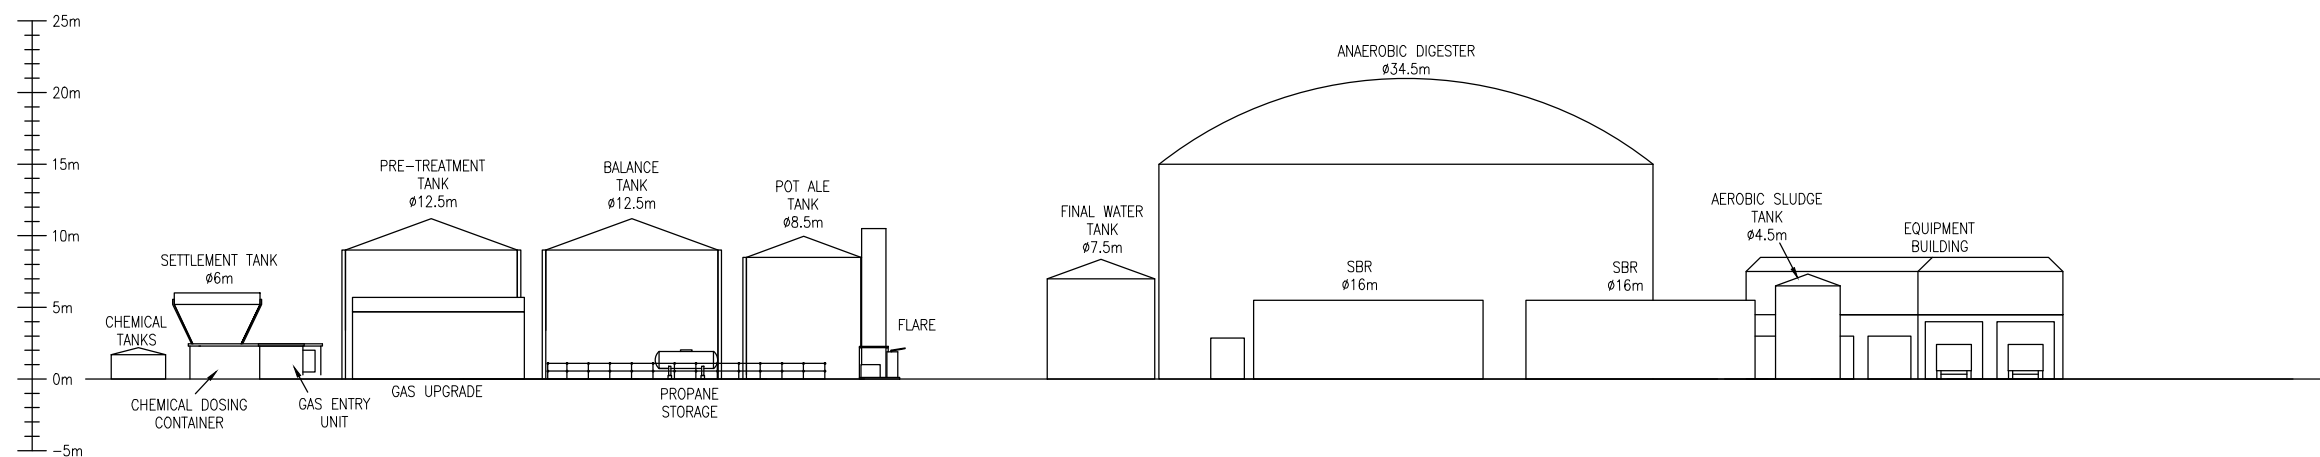 25m
20m
15m
10m
5m
0m
-5m
CHEMICAL
TANKS
SETTLEMENT TANK
ø6m
CHEMICAL DOSING
CONTAINER
GAS ENTRY
UNIT
PRE-TREATMENT
TANK
ø12.5m
GAS UPGRADE
BALANCE
TANK
ø12.5m
PROPANE
STORAGE
POT ALE
TANK
ø8.5m
FLARE
FINAL WATER
TANK
ø7.5m
ANAEROBIC DIGESTER
ø34.5m
SBR
ø16m
SBR
ø16m
AEROBIC SLUDGE
TANK
ø4.5m
EQUIPMENT
BUILDING